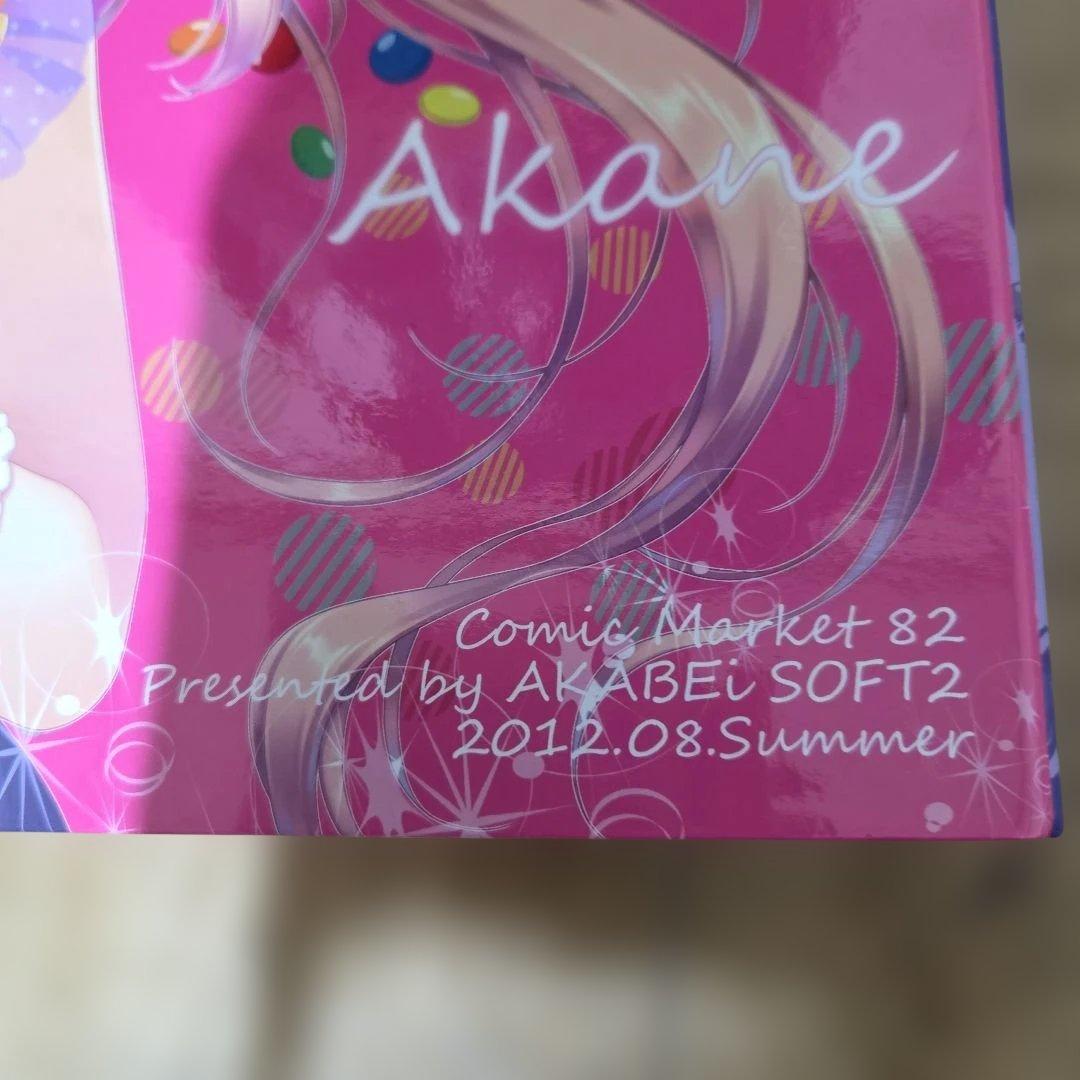 Akane
Comic Market 82
Presented by AKABEi SOFT2
2012.08.Summer